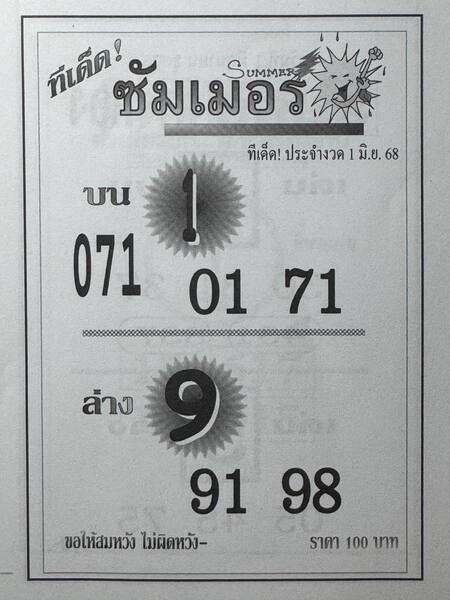 ทีเด็ด!
SUMMER
ซัมเมอร์
ทีเด็ด! ประจำงวด 1 มิ.ย. 68
บน 1
071
01 71
ล่าง 9
91 98
ขอให้สมหวัง ไม่ผิดหวัง-
ราคา 100 บาท